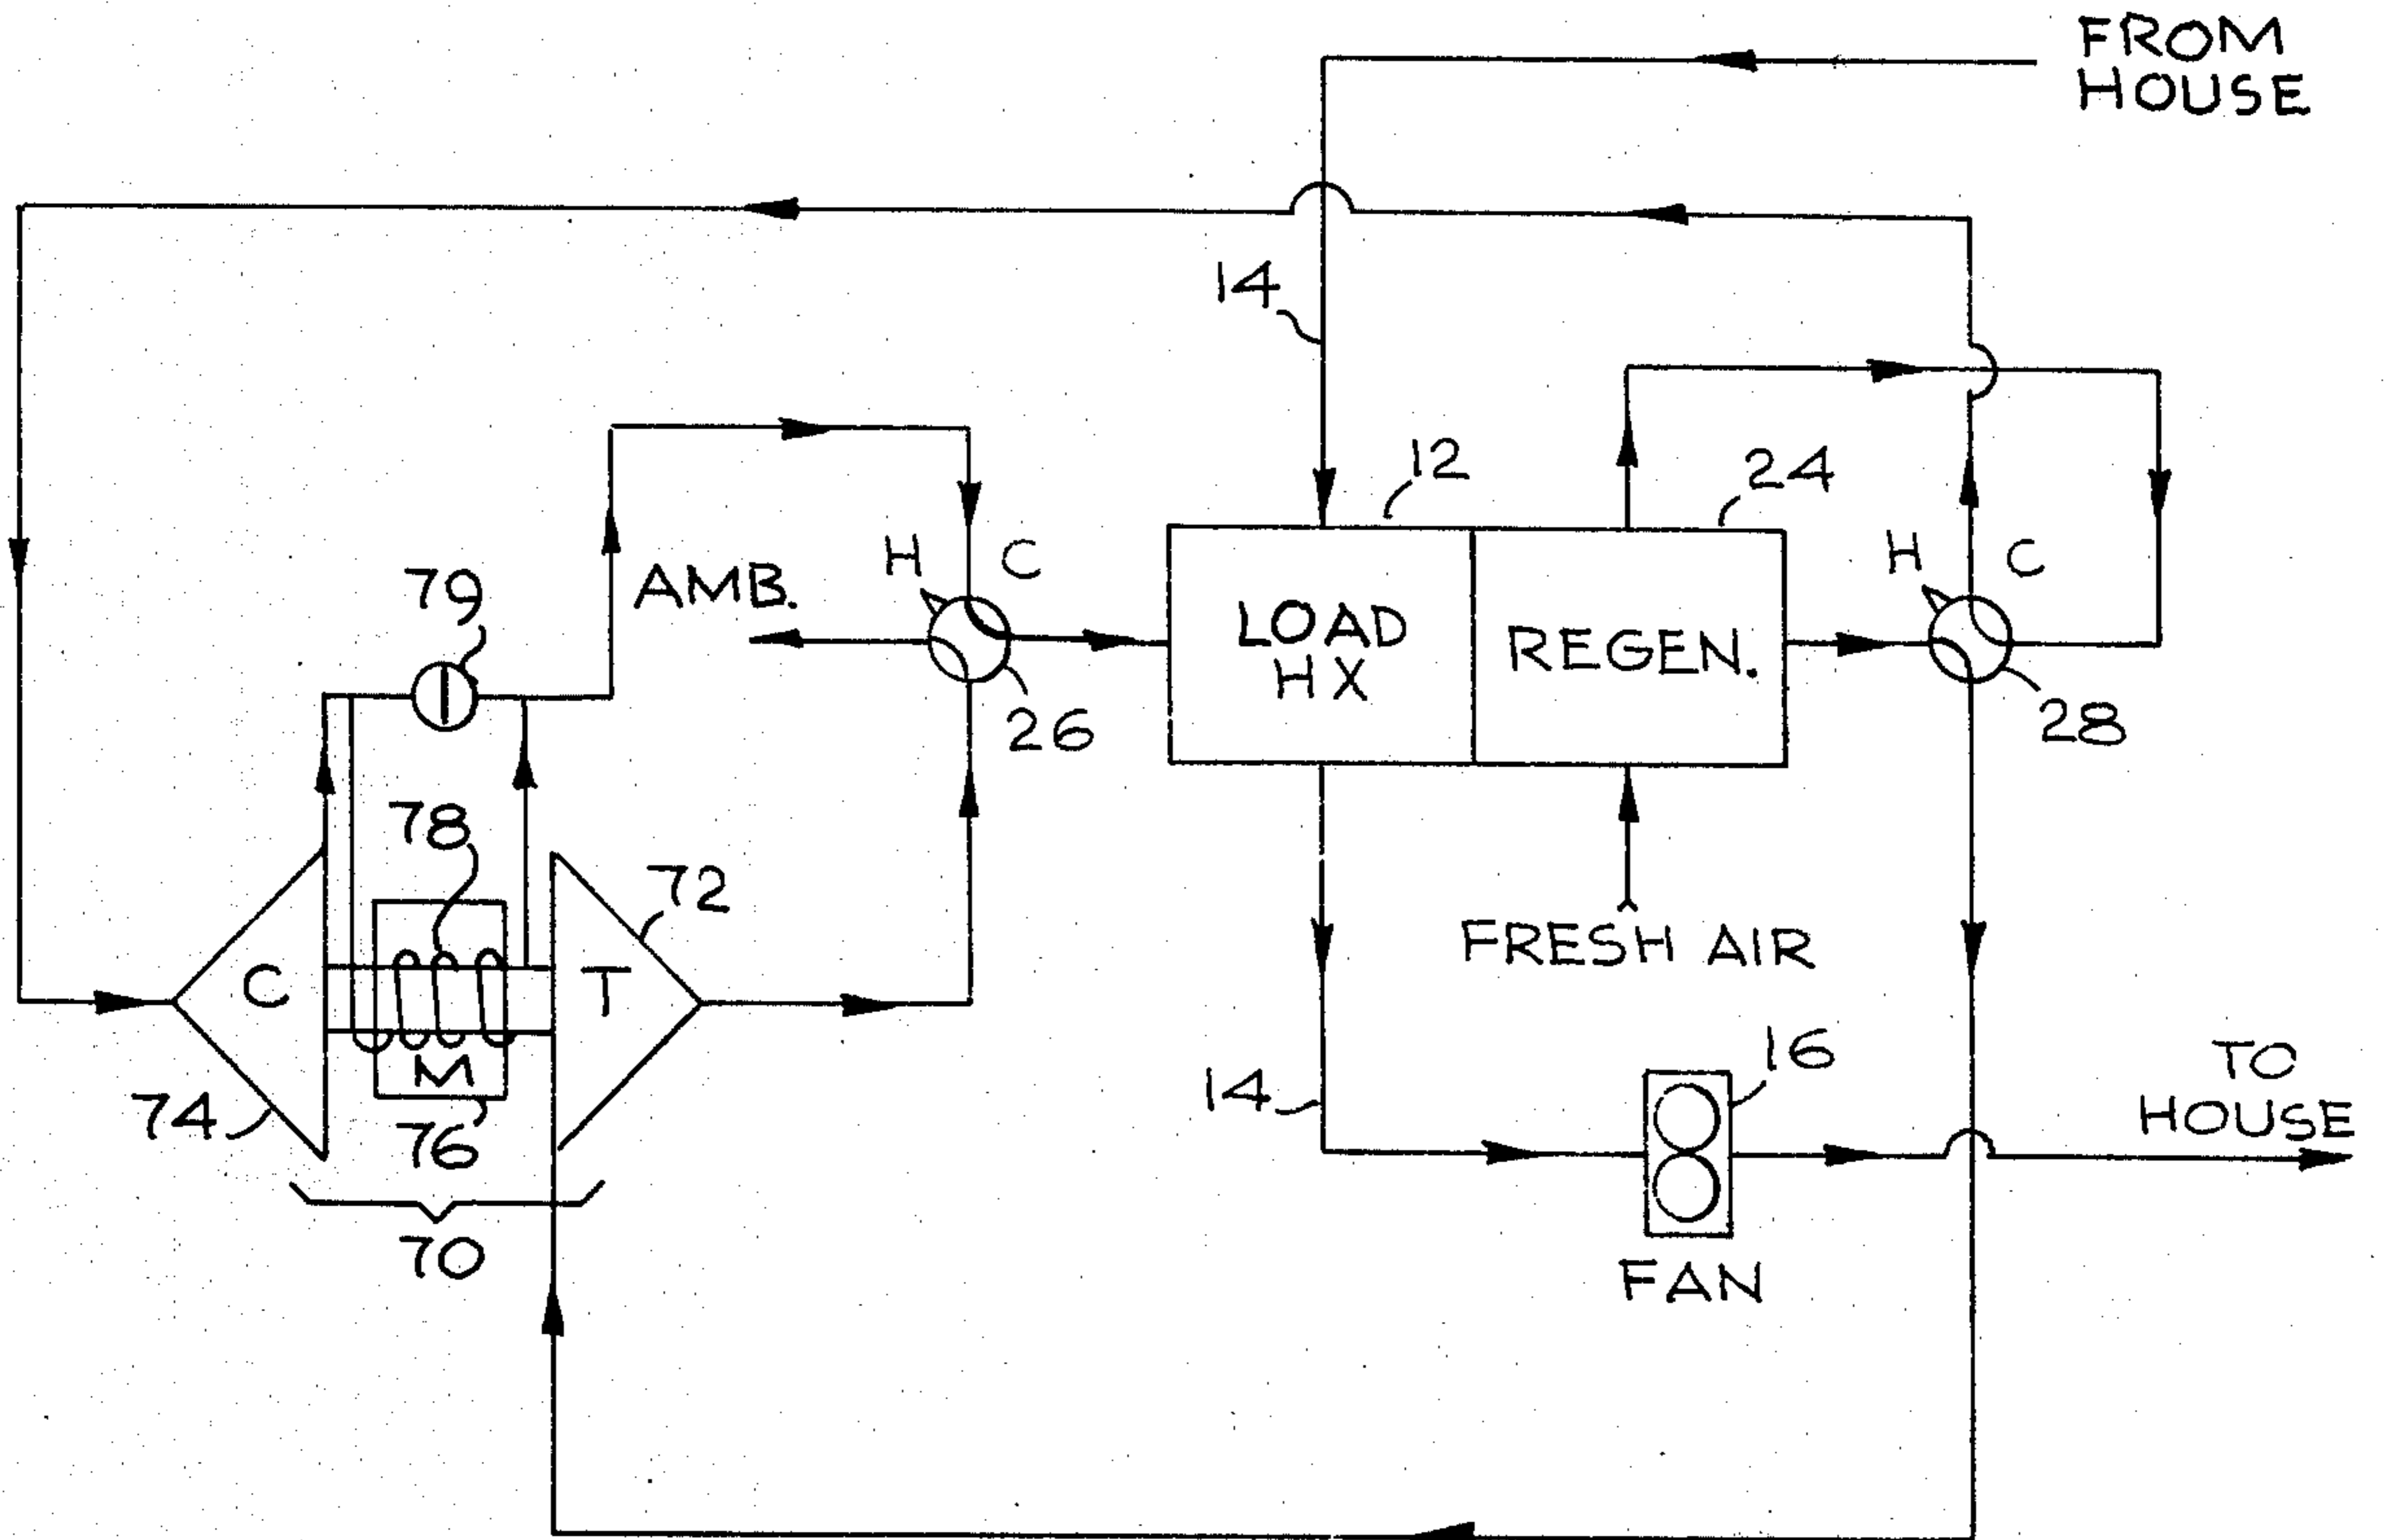 FROM
HOUSE
14
12
24
H
C
H
C
AMB.
79
LOAD
HX
REGEN.
26
28
78
72
FRESH AIR
C
T
M
16
14
TO
HOUSE
74
76
70
FAN